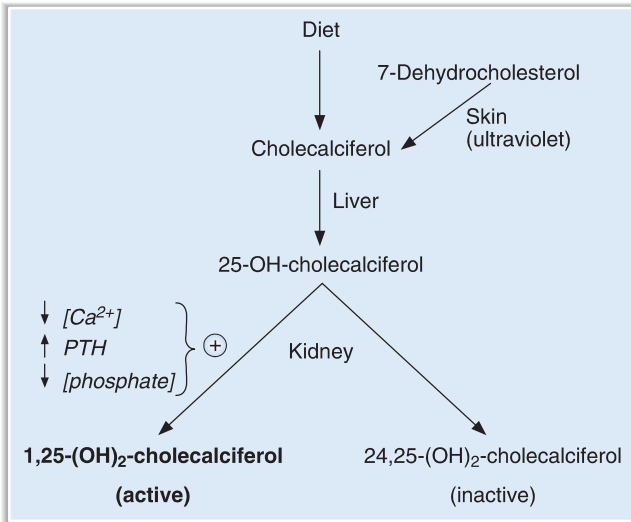 Diet
7-Dehydrocholesterol
Skin
(ultraviolet)
Cholecalciferol
Liver
25-OH-cholecalciferol
[Ca²⁺]
PTH
[phosphate]
+
Kidney
1,25-(OH)₂-cholecalciferol
(active)
24,25-(OH)₂-cholecalciferol
(inactive)